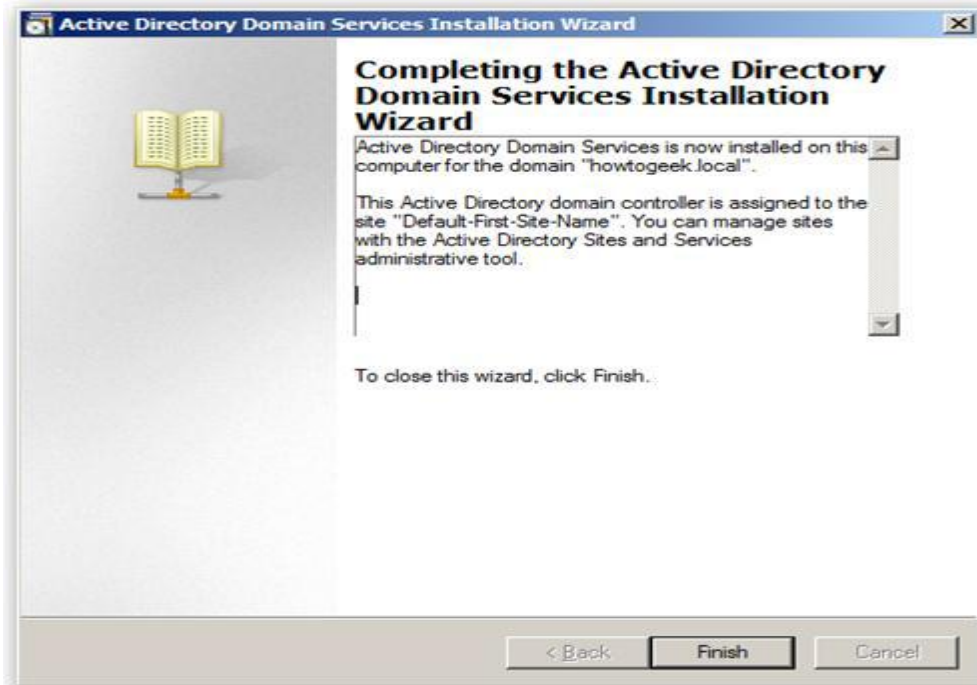 Active Directory Domain Services Installation Wizard
Completing the Active Directory
Domain Services Installation
Wizard
Active Directory Domain Services is now installed on this
computer for the domain "howtogeek.local".
This Active Directory domain controller is assigned to the
site "Default-First-Site-Name". You can manage sites
with the Active Directory Sites and Services
administrative tool.
To close this wizard, click Finish.
< Back
Finish
Cancel